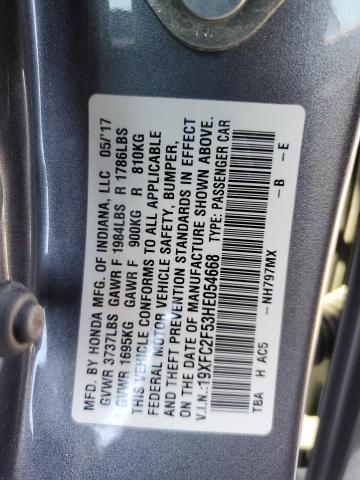 MFD. BY HONDA MFG. OF INDIANA, LLC 05/17
GVWR 3737LBS GAWR F 1984LBS R 1786LBS
GVWR 1695KG GAWR F 900KG R 810KG
THIS VEHICLE CONFORMS TO ALL APPLICABLE
FEDERAL MOTOR VEHICLE SAFETY, BUMPER,
AND THEFT PREVENTION STANDARDS IN EFFECT
ON THE DATE OF MANUFACTURE SHOWN ABOVE.
V.I.N.:19XFC2F53HE054668 TYPE: PASSENGER CAR
TBA H AC5 -NH797MX -B -E